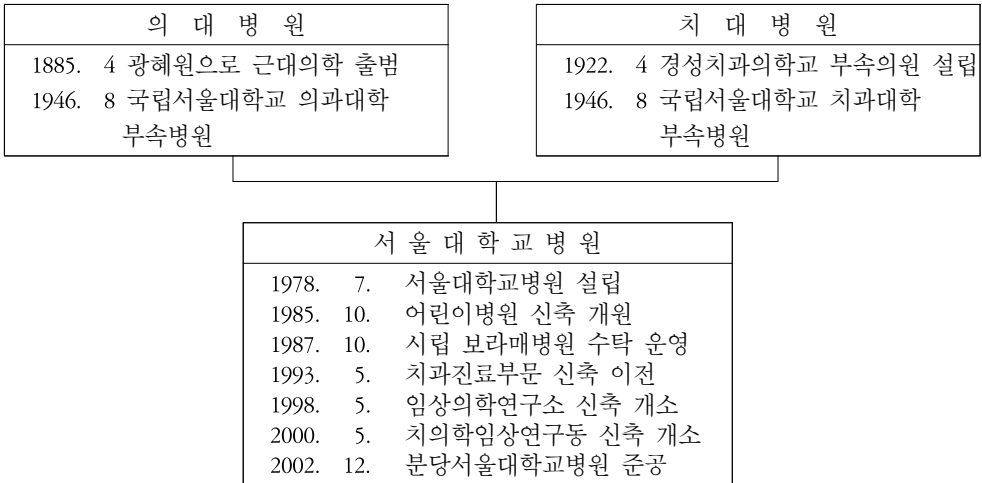 의 대 병 원
1885. 4 광혜원으로 근대의학 출범
1946. 8 국립서울대학교 의과대학
부속병원
치 대 병 원
1922. 4 경성치과의학교 부속의원 설립
1946. 8 국립서울대학교 치과대학
부속병원
서 울 대 학 교 병 원
1978. 7. 서울대학교병원 설립
1985. 10. 어린이병원 신축 개원
1987. 10. 시립 보라매병원 수탁 운영
1993. 5. 치과진료부문 신축 이전
1998. 5. 임상의학연구소 신축 개소
2000. 5. 치의학임상연구동 신축 개소
2002. 12. 분당서울대학교병원 준공